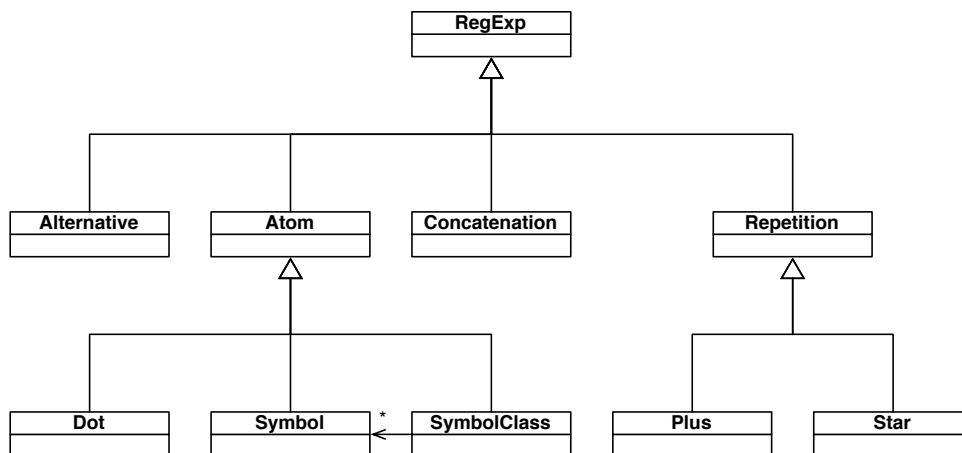 RegExp
Alternative
Atom
Concatenation
Repetition
Dot
Symbol
*
SymbolClass
Plus
Star